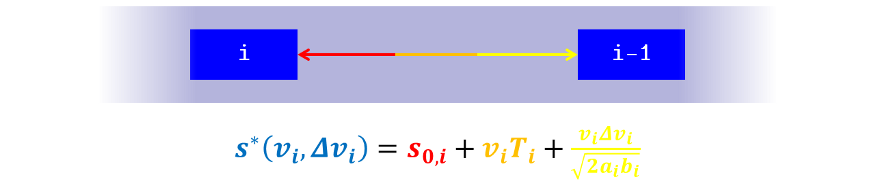 i i-1
s*(vᵢ, Δvᵢ) = s₀,ᵢ + vᵢTᵢ + vᵢΔvᵢ/√2aᵢbᵢ